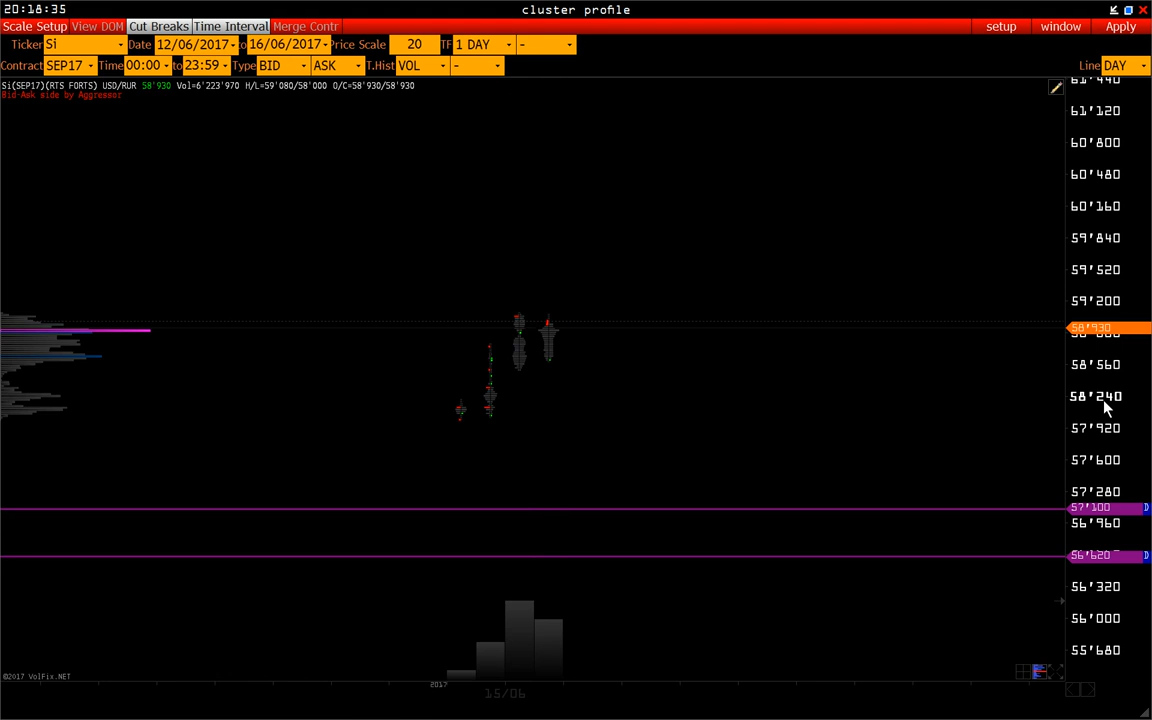 20:18:35 cluster profile
Scale Setup View DOM Cut Breaks Time Interval Merge Contr setup window Apply
Ticker Si Date 12/06/2017 to 16/06/2017 Price Scale 20 TF 1 DAY -
Contract SEP17 Time 00:00 to 23:59 Type BID ASK T.Hist VOL - Line DAY
Si(SEP17)(RTS FORTS) USD/RUR 58'930 Vol=6'223'970 H/L=59'080/58'000 O/C=58'930/58'930
Bid-Ask side by Aggressor
61'440
61'120
60'800
60'480
60'160
59'840
59'520
59'200
58'930
58'560
58'240
57'920
57'600
57'280
57'100 D
56'960
56'620 D
56'320
56'000
55'680
©2017 VolFix.NET
2017
15/06